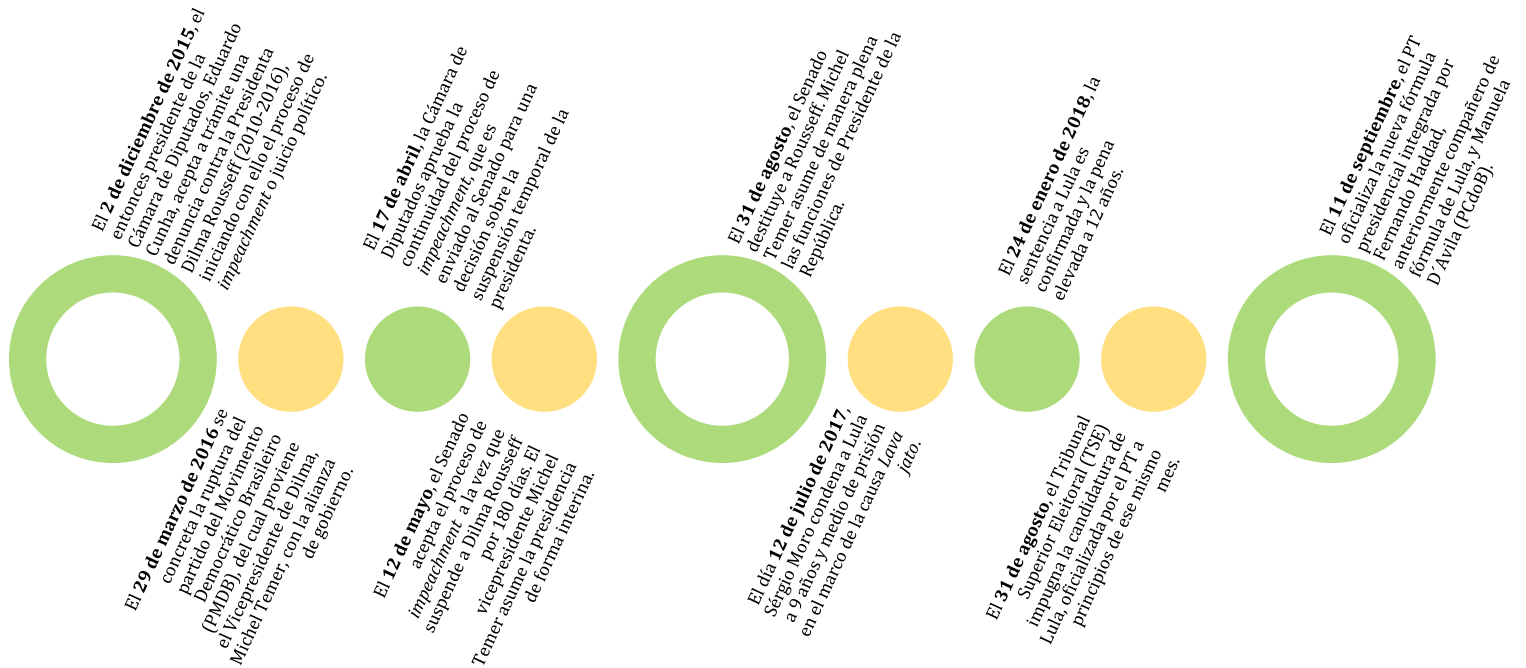 El 2 de diciembre de 2015, el
entonces presidente de la
Cámara de Diputados, Eduardo
Cunha, acepta a trámite una
denuncia contra la Presidenta
Dilma Rousseff (2010-2016),
iniciando con ello el proceso de
impeachment o juicio político.
El 29 de marzo de 2016 se
concreta la ruptura del
partido del Movimento
Democrático Brasileiro
(PMDB), del cual proviene
el Vicepresidente de Dilma,
Michel Temer, con la alianza
de gobierno.
El 17 de abril, la Cámara de
Diputados aprueba la
continuidad del proceso de
impeachment, que es
enviado al Senado para una
decisión sobre la
suspensión temporal de la
presidenta.
El 12 de mayo, el Senado
acepta el proceso de
impeachment a la vez que
suspende a Dilma Rousseff
por 180 días. El
vicepresidente Michel
Temer asume la presidencia
de forma interina.
El 31 de agosto, el Senado
destituye a Rousseff. Michel
Temer asume de manera plena
las funciones de Presidente de la
República.
El día 12 de julio de 2017,
Sérgio Moro condena a Lula
a 9 años y medio de prisión
en el marco de la causa Lava
jato.
El 24 de enero de 2018, la
sentencia a Lula es
confirmada y la pena
elevada a 12 años.
El 31 de agosto, el Tribunal
Superior Eleitoral (TSE)
impugna la candidatura de
Lula, oficializada por el PT a
principios de ese mismo
mes.
El 11 de septiembre, el PT
oficializa la nueva fórmula
presidencial integrada por
Fernando Haddad,
anteriormente compañero de
fórmula de Lula, y Manuela
D´Avila (PCdoB).